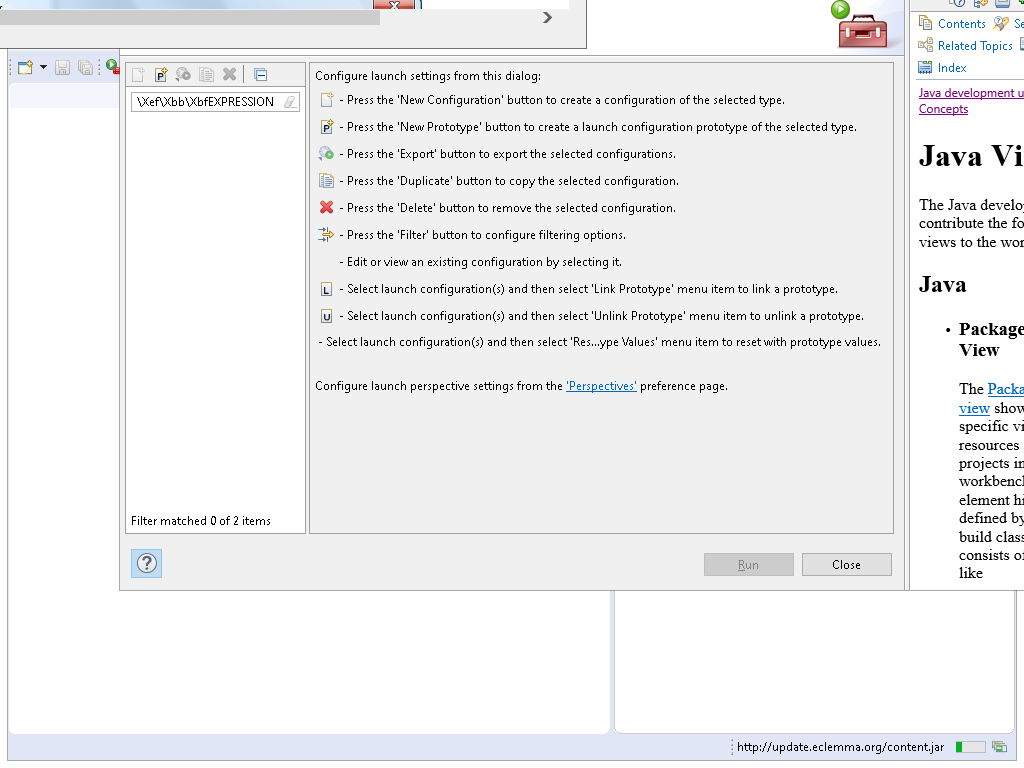 Contents
Related Topics
Index
Java development u
Concepts
Java Vi
The Java develo
contribute the fo
views to the wor
Java
• Package
View
The Packa
view show
specific vi
resources
projects in
workbench
element hi
defined by
build class
consists of
like
\Xef\Xbb\XbfEXPRESSION
Filter matched 0 of 2 items
Configure launch settings from this dialog:
- Press the 'New Configuration' button to create a configuration of the selected type.
- Press the 'New Prototype' button to create a launch configuration prototype of the selected type.
- Press the 'Export' button to export the selected configurations.
- Press the 'Duplicate' button to copy the selected configuration.
- Press the 'Delete' button to remove the selected configuration.
- Press the 'Filter' button to configure filtering options.
- Edit or view an existing configuration by selecting it.
- Select launch configuration(s) and then select 'Link Prototype' menu item to link a prototype.
- Select launch configuration(s) and then select 'Unlink Prototype' menu item to unlink a prototype.
- Select launch configuration(s) and then select 'Res...ype Values' menu item to reset with prototype values.
Configure launch perspective settings from the 'Perspectives' preference page.
Run
Close
http://update.eclemma.org/content.jar